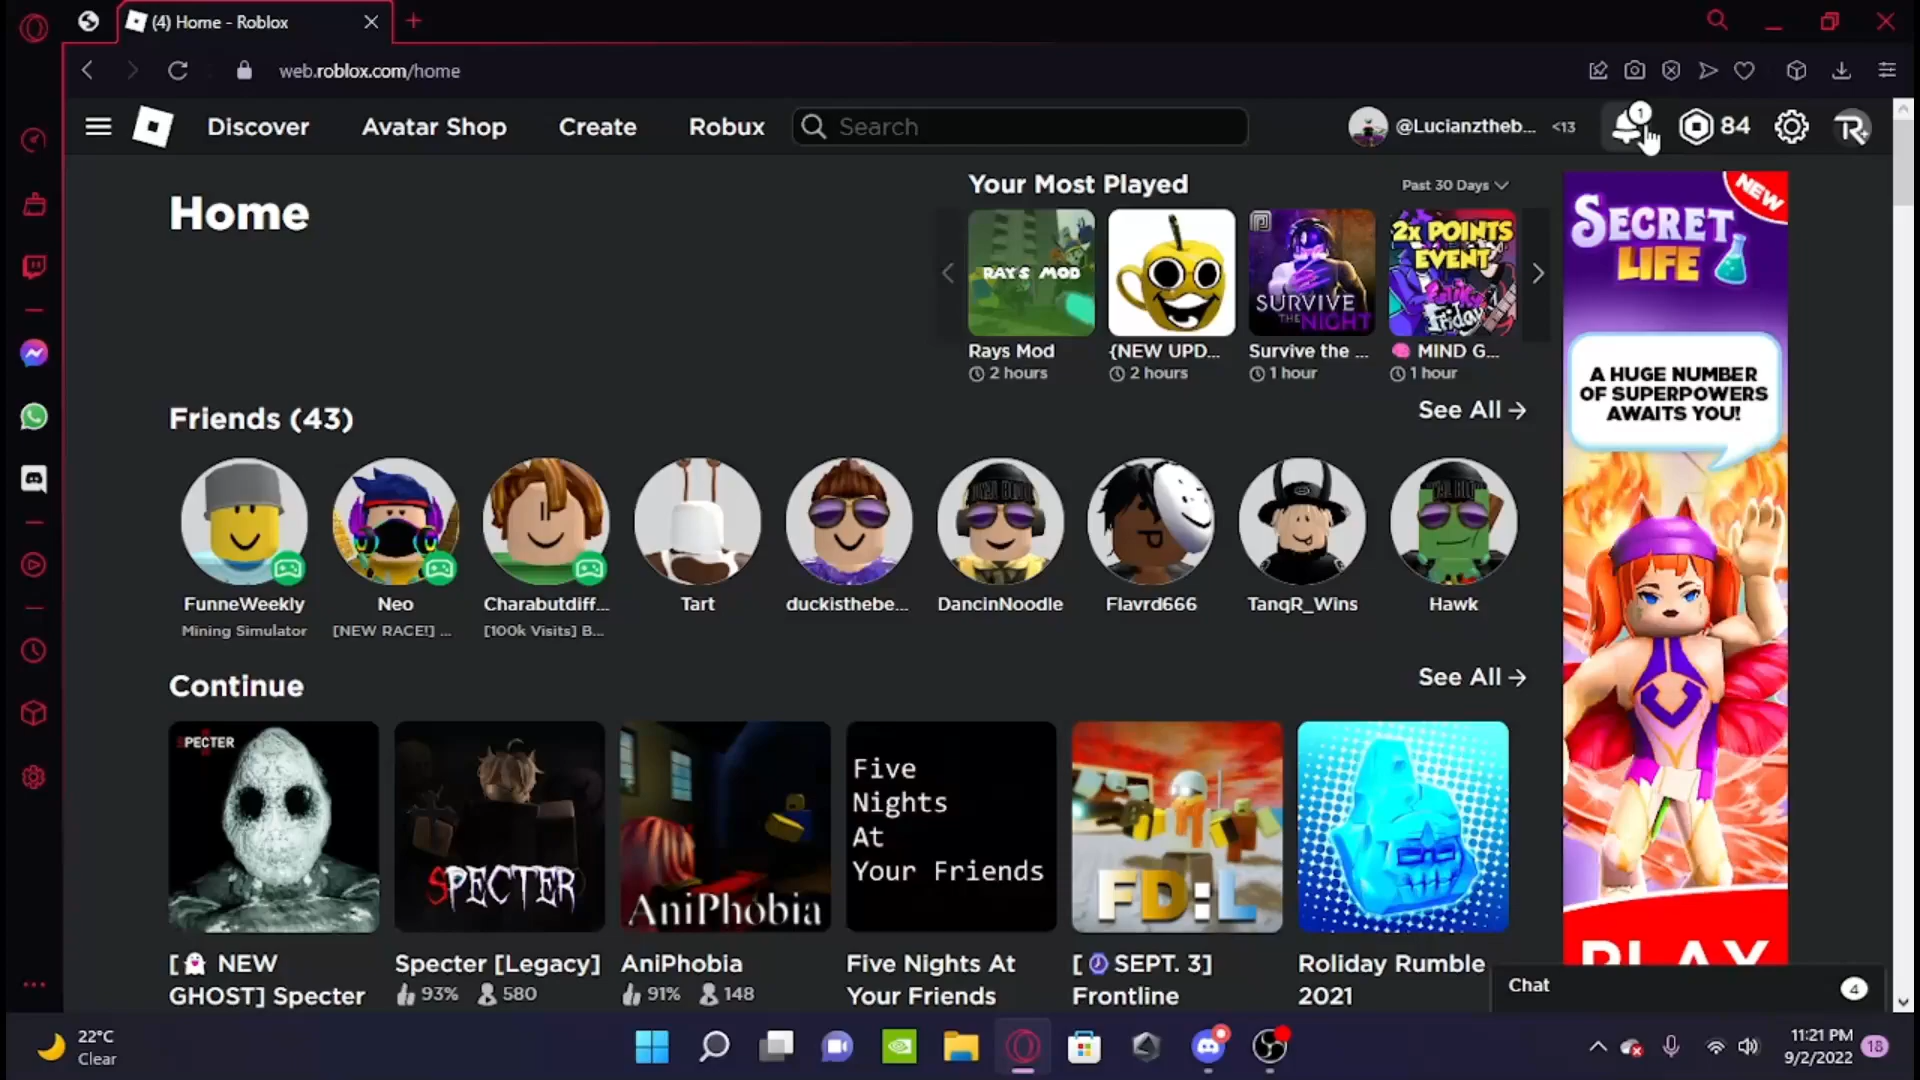 (4) Home - Roblox
web.roblox.com/home
Discover
Avatar Shop
Create
Robux
Search
@Lucianztheb...
<13
1
84
Home
Your Most Played
Past 30 Days
RAYS MOD
SURVIVE
THE NIGHT
2X POINTS
EVENT
Funky
Friday
Rays Mod
{NEW UPD...
Survive the ...
🧠 MIND G...
2 hours
2 hours
1 hour
1 hour
NEW
SECRET
LIFE
A HUGE NUMBER
OF SUPERPOWERS
AWAITS YOU!
PLAY
Friends (43)
See All →
FunneWeekly
Neo
Charabutdiff...
Tart
duckisthebe...
DancinNoodle
Flavrd666
TanqR_Wins
Hawk
Mining Simulator
[NEW RACE!] ...
[100k Visits] B...
Continue
See All →
SPECTER
SPECTER
AniPhobia
Five
Nights
At
Your Friends
FD:L
[👻 NEW
GHOST] Specter
Specter [Legacy]
93%
580
AniPhobia
91%
148
Five Nights At
Your Friends
[🕗SEPT. 3]
Frontline
Roliday Rumble
2021
Chat
4
22°C
Clear
11:21 PM
9/2/2022
18